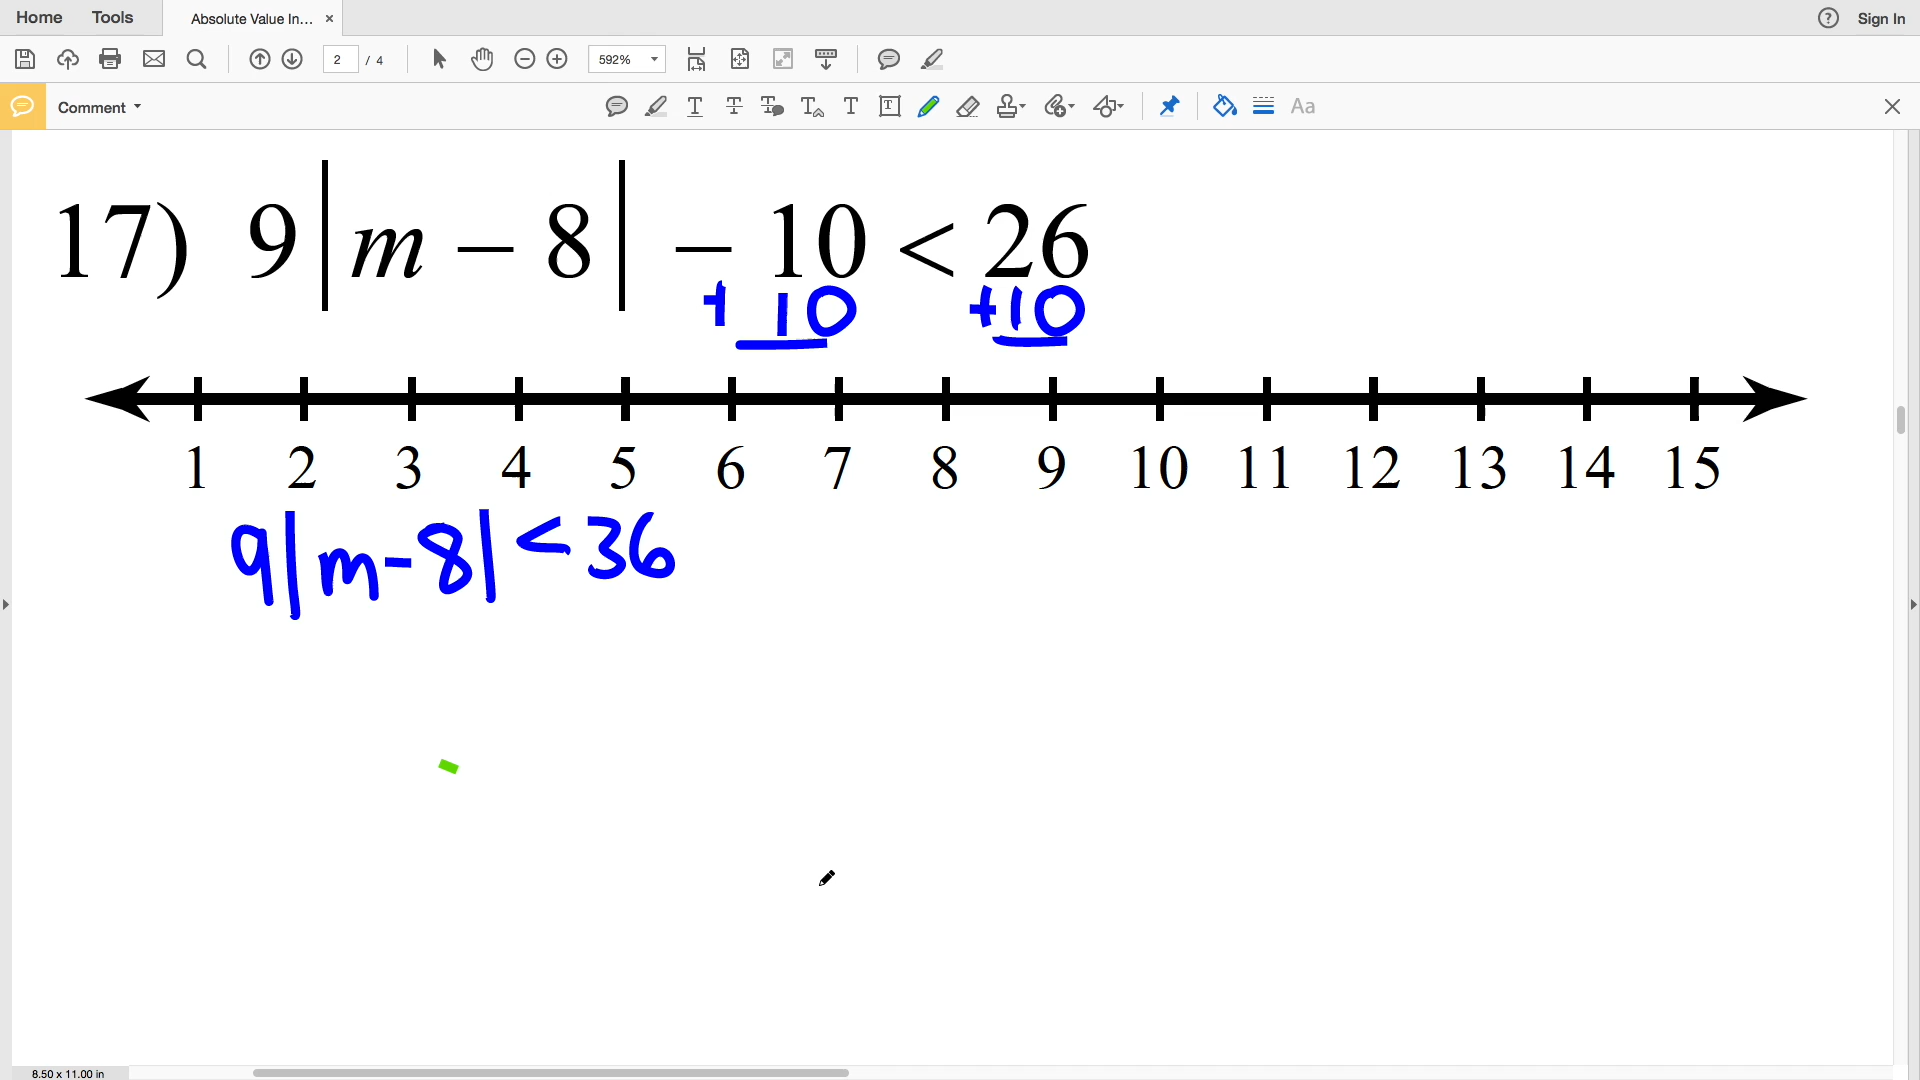 Home Tools Absolute Value In... × ? Sign In
2 / 4 592%
Comment T T T T T T Aa
17) 9|m − 8| − 10 < 26
+ 10 +10
1 2 3 4 5 6 7 8 9 10 11 12 13 14 15
9|m-8| < 36
8.50 x 11.00 in